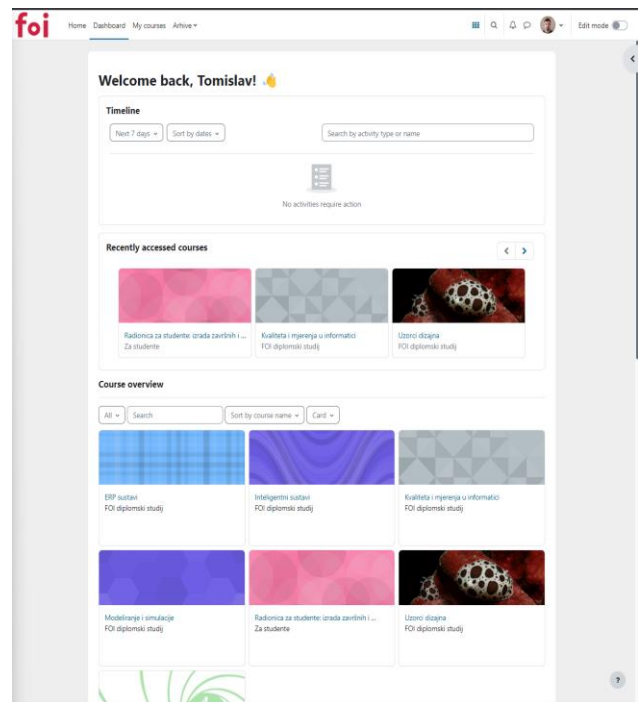 foi
Home Dashboard My courses Arhive
Edit mode
Welcome back, Tomislav!
Timeline
Next 7 days Sort by dates Search by activity type or name
No activities require action
Recently accessed courses
Radionica za studente: izrada završnih i ...
Za studente
Kvaliteta i mjerenja u informatici
FOI diplomski studij
Uzorci dizajna
FOI diplomski studij
Course overview
All Search Sort by course name Card
ERP sustavi
FOI diplomski studij
Inteligentni sustavi
FOI diplomski studij
Kvaliteta i mjerenja u informatici
FOI diplomski studij
Modeliranje i simulacije
FOI diplomski studij
Radionica za studente: izrada završnih i ...
Za studente
Uzorci dizajna
FOI diplomski studij
?